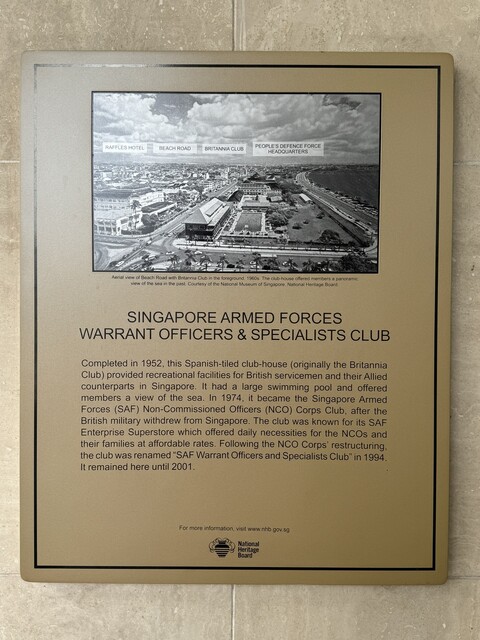 RAFFLES HOTEL
BEACH ROAD
BRITANNIA CLUB
PEOPLE'S DEFENCE FORCE
HEADQUARTERS
Aerial view of Beach Road with Britannia Club in the foreground, 1960s. The club-house offered members a panoramic
view of the sea in the past. Courtesy of the National Museum of Singapore, National Heritage Board
SINGAPORE ARMED FORCES
WARRANT OFFICERS & SPECIALISTS CLUB
Completed in 1952, this Spanish-tiled club-house (originally the Britannia
Club) provided recreational facilities for British servicemen and their Allied
counterparts in Singapore. It had a large swimming pool and offered
members a view of the sea. In 1974, it became the Singapore Armed
Forces (SAF) Non-Commissioned Officers (NCO) Corps Club, after the
British military withdrew from Singapore. The club was known for its SAF
Enterprise Superstore which offered daily necessities for the NCOs and
their families at affordable rates. Following the NCO Corps' restructuring,
the club was renamed "SAF Warrant Officers and Specialists Club" in 1994.
It remained here until 2001.
For more information, visit www.nhb.gov.sg
National
Heritage
Board